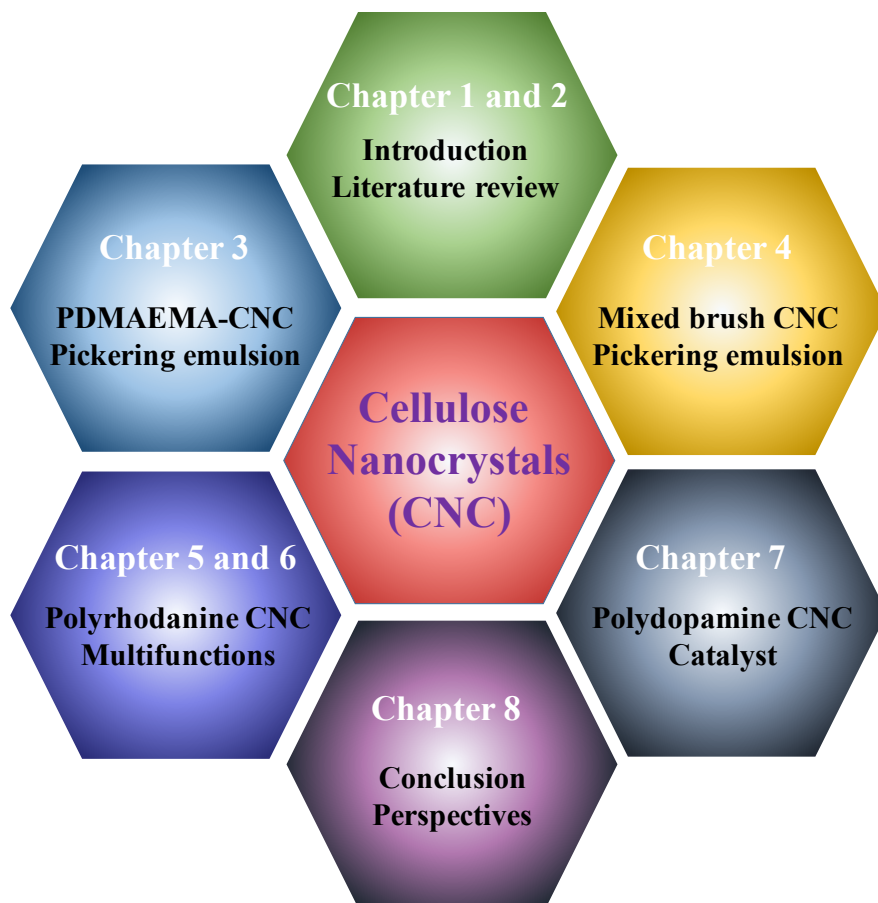 Chapter 1 and 2
Introduction
Literature review
Chapter 3
PDMAEMA-CNC
Pickering emulsion
Chapter 4
Mixed brush CNC
Pickering emulsion
Cellulose
Nanocrystals
(CNC)
Chapter 5 and 6
Polyrhodanine CNC
Multifunctions
Chapter 7
Polydopamine CNC
Catalyst
Chapter 8
Conclusion
Perspectives